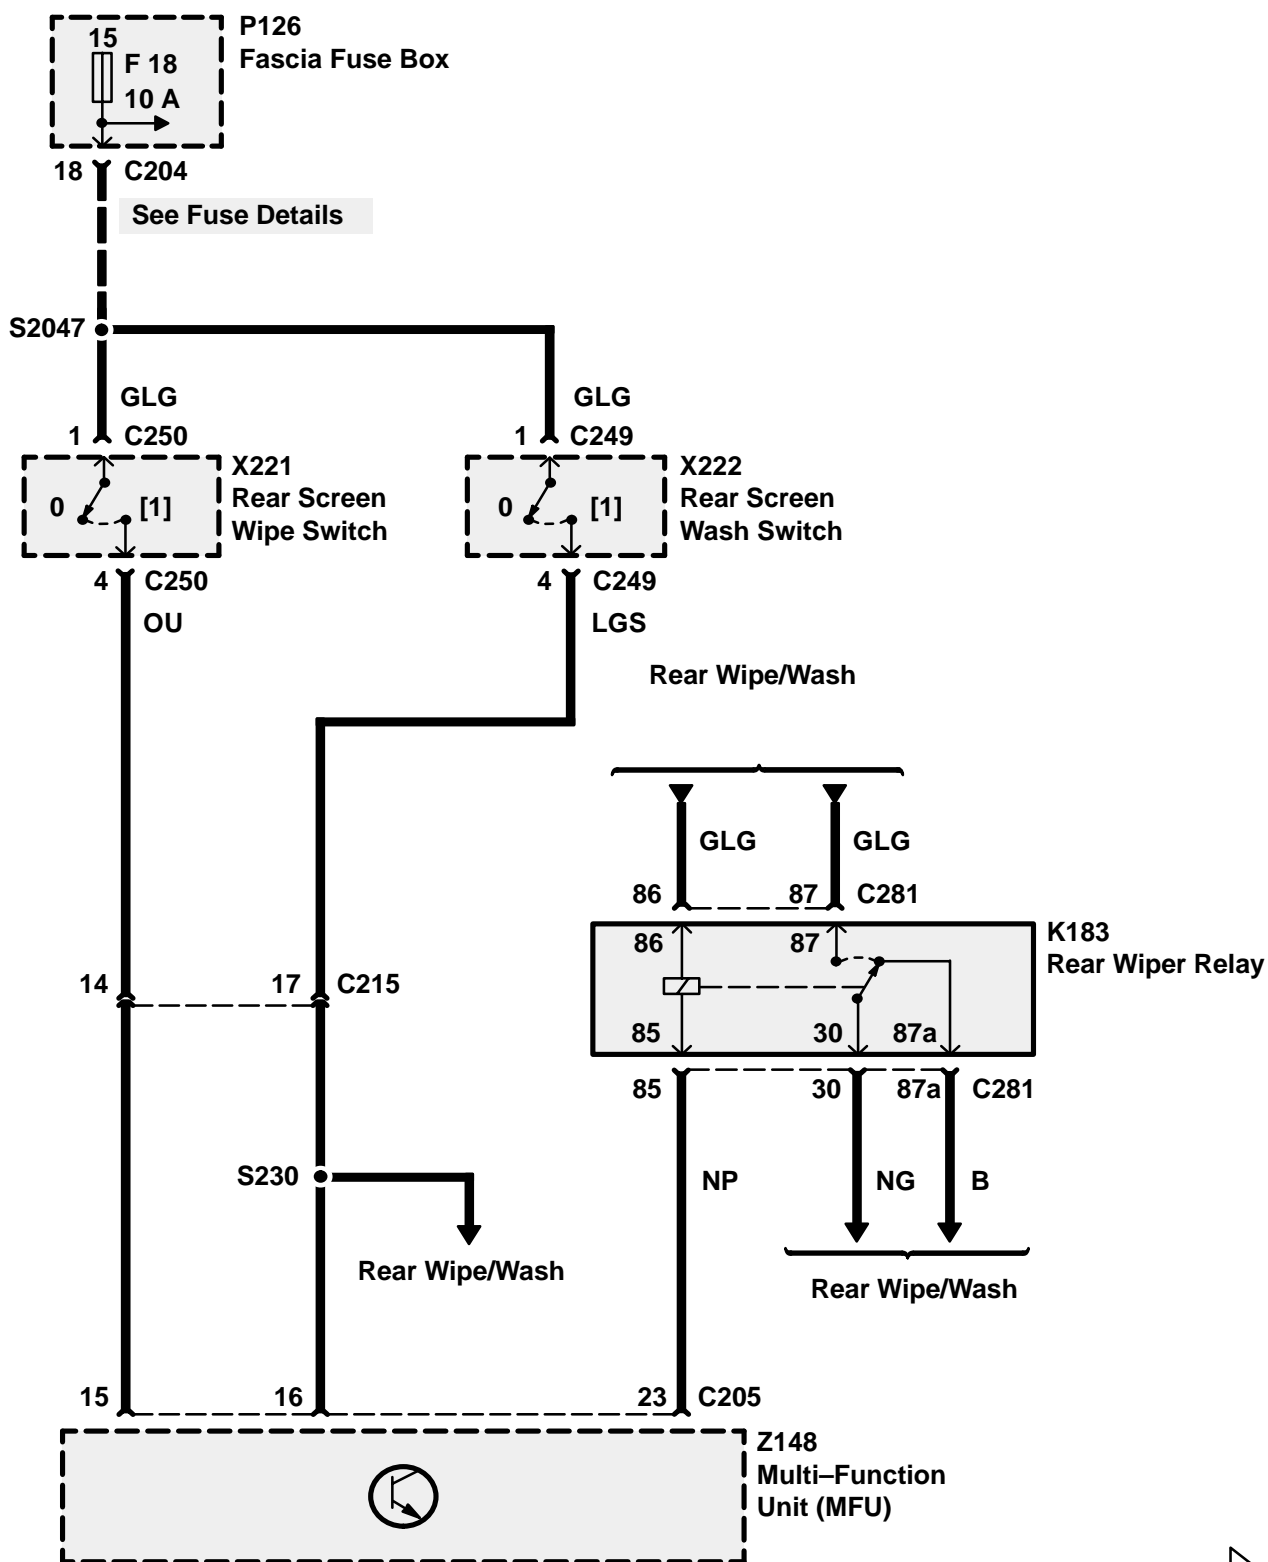 P126
Fascia Fuse Box
15
F 18
10 A
18 C204
See Fuse Details
S2047
GLG GLG
1 C250 1 C249
X221
Rear Screen
Wipe Switch
0 [1]
X222
Rear Screen
Wash Switch
0 [1]
4 C250 4 C249
OU LGS
Rear Wipe/Wash
GLG GLG
86 87 C281
86 87
K183
Rear Wiper Relay
14 17 C215
85 30 87a
85 30 87a C281
S230
NP NG B
Rear Wipe/Wash
Rear Wipe/Wash
15 16 23 C205
Z148
Multi–Function
Unit (MFU)